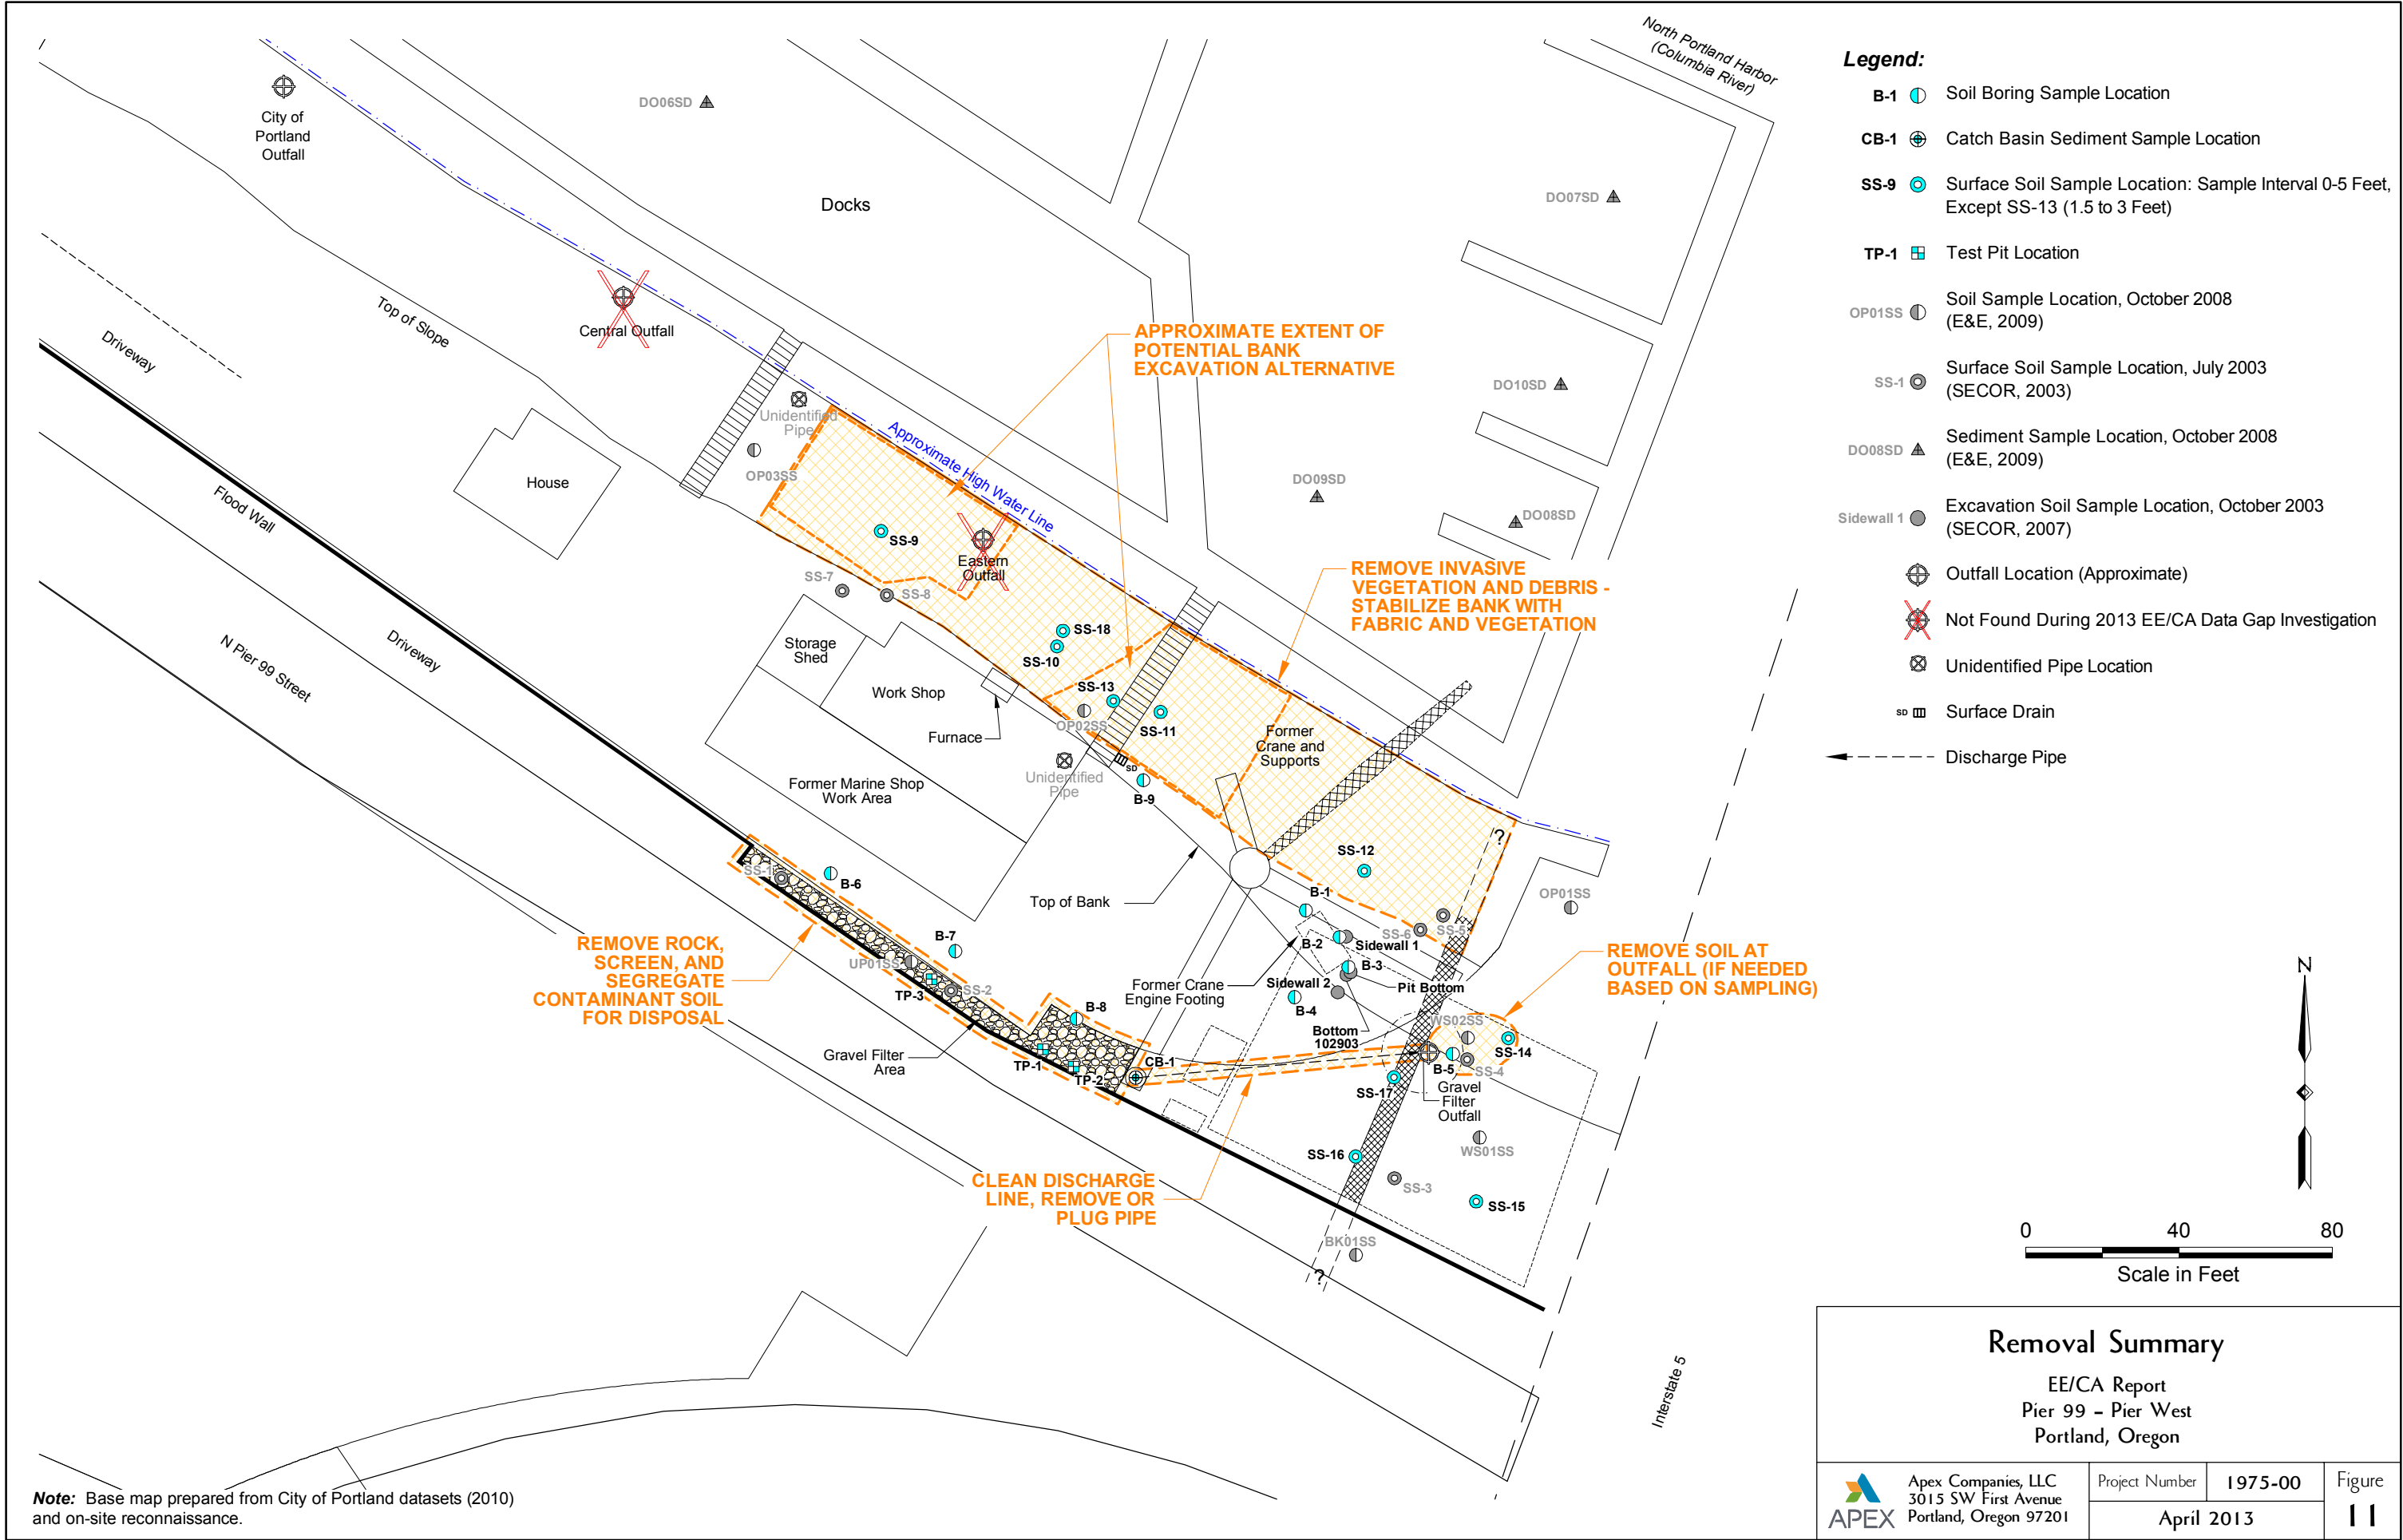 North Portland Harbor
(Columbia River)
City of
Portland
Outfall
DO06SD
Docks
DO07SD
Central Outfall
Top of Slope
Driveway
APPROXIMATE EXTENT OF
POTENTIAL BANK
EXCAVATION ALTERNATIVE
DO10SD
Unidentified
Pipe
Approximate High Water Line
OP03SS
House
Flood Wall
DO09SD
DO08SD
SS-9
Eastern
Outfall
SS-7
SS-8
REMOVE INVASIVE
VEGETATION AND DEBRIS -
STABILIZE BANK WITH
FABRIC AND VEGETATION
N Pier 99 Street
Driveway
Storage
Shed
SS-18
SS-10
Work Shop
SS-13
OP02SS
SS-11
Furnace
Former
Crane and
Supports
Former Marine Shop
Work Area
Unidentified
Pipe
SD
B-9
?
SS-12
SS-1
B-6
Top of Bank
B-1
OP01SS
SS-6
SS-5
B-7
B-2
Sidewall 1
REMOVE ROCK,
SCREEN, AND
SEGREGATE
CONTAMINANT SOIL
FOR DISPOSAL
UP01SS
TP-3
SS-2
B-3
Former Crane
Engine Footing
Sidewall 2
Pit Bottom
REMOVE SOIL AT
OUTFALL (IF NEEDED
BASED ON SAMPLING)
B-8
B-4
Bottom
102903
WS02SS
SS-14
Gravel Filter
Area
TP-1
TP-2
CB-1
B-5
SS-4
SS-17
Gravel
Filter
Outfall
WS01SS
SS-16
CLEAN DISCHARGE
LINE, REMOVE OR
PLUG PIPE
SS-3
SS-15
BK01SS
?
Interstate 5
Legend:
B-1 Soil Boring Sample Location
CB-1 Catch Basin Sediment Sample Location
SS-9 Surface Soil Sample Location: Sample Interval 0-5 Feet,
Except SS-13 (1.5 to 3 Feet)
TP-1 Test Pit Location
OP01SS Soil Sample Location, October 2008
(E&E, 2009)
SS-1 Surface Soil Sample Location, July 2003
(SECOR, 2003)
DO08SD Sediment Sample Location, October 2008
(E&E, 2009)
Sidewall 1 Excavation Soil Sample Location, October 2003
(SECOR, 2007)
Outfall Location (Approximate)
Not Found During 2013 EE/CA Data Gap Investigation
Unidentified Pipe Location
SD Surface Drain
Discharge Pipe
N
0 40 80
Scale in Feet
Removal Summary
EE/CA Report
Pier 99 – Pier West
Portland, Oregon
APEX
Apex Companies, LLC
3015 SW First Avenue
Portland, Oregon 97201
Project Number 1975-00
April 2013
Figure
11
Note: Base map prepared from City of Portland datasets (2010)
and on-site reconnaissance.